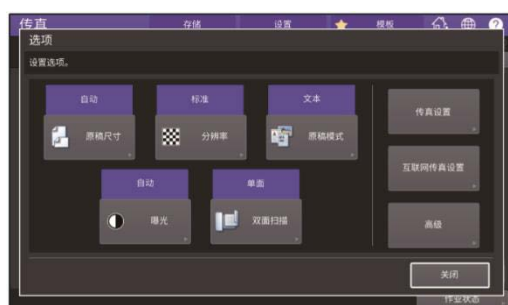 传真
存储 设置 模板 ?
选项
设置选项。
自动 标准 文本
原稿尺寸 分辨率 原稿模式
传真设置
自动 单面
曝光 双面扫描
互联网传真设置
高级
关闭
作业状态